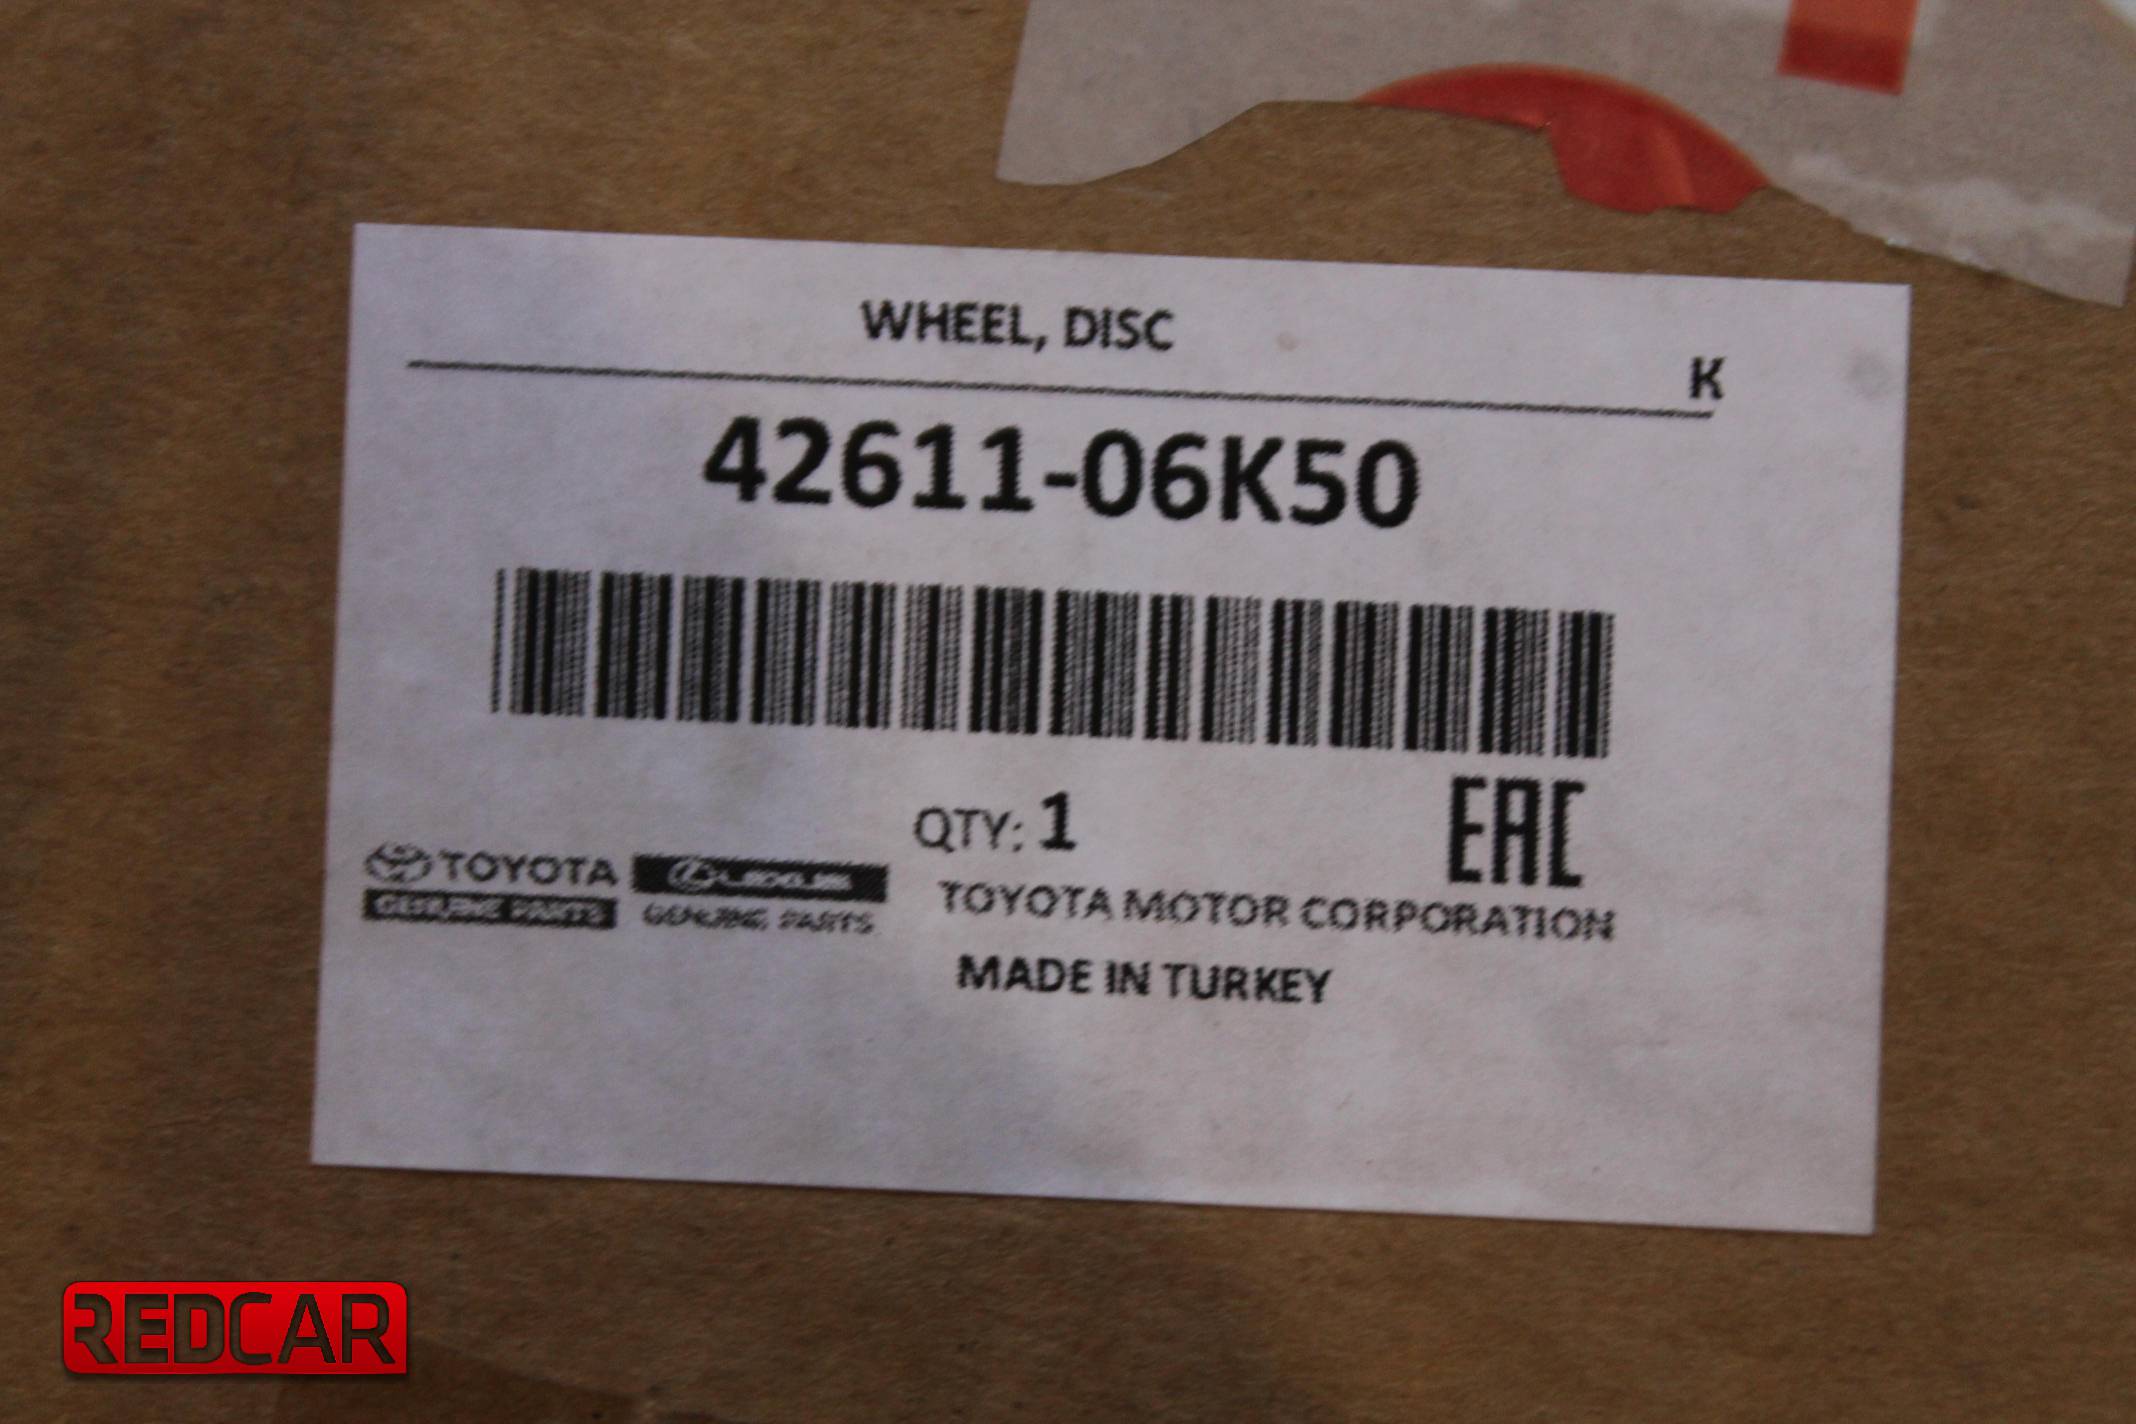 WHEEL, DISC
K
42611-06K50
QTY: 1
EAC
TOYOTA
GENUINE PARTS
LEXUS
GENUINE PARTS
TOYOTA MOTOR CORPORATION
MADE IN TURKEY
REDCAR